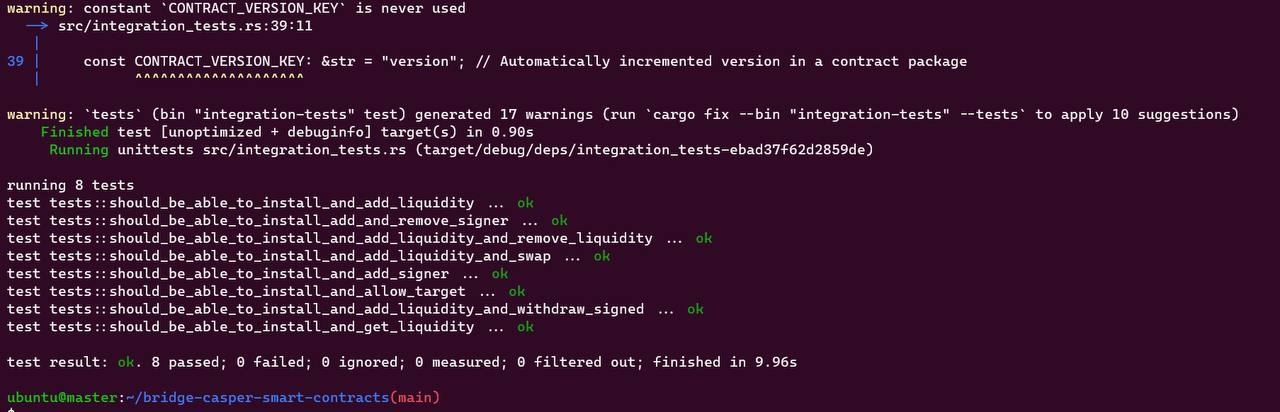 warning: constant `CONTRACT_VERSION_KEY` is never used
--> src/integration_tests.rs:39:11
|
39 |     const CONTRACT_VERSION_KEY: &str = "version"; // Automatically incremented version in a contract package
|           ^^^^^^^^^^^^^^^^^^^^
warning: `tests` (bin "integration-tests" test) generated 17 warnings (run `cargo fix --bin "integration-tests" --tests` to apply 10 suggestions)
Finished test [unoptimized + debuginfo] target(s) in 0.90s
Running unittests src/integration_tests.rs (target/debug/deps/integration_tests-ebad37f62d2859de)
running 8 tests
test tests::should_be_able_to_install_and_add_liquidity ... ok
test tests::should_be_able_to_install_add_and_remove_signer ... ok
test tests::should_be_able_to_install_and_add_liquidity_and_remove_liquidity ... ok
test tests::should_be_able_to_install_and_add_liquidity_and_swap ... ok
test tests::should_be_able_to_install_and_add_signer ... ok
test tests::should_be_able_to_install_and_allow_target ... ok
test tests::should_be_able_to_install_and_add_liquidity_and_withdraw_signed ... ok
test tests::should_be_able_to_install_and_get_liquidity ... ok
test result: ok. 8 passed; 0 failed; 0 ignored; 0 measured; 0 filtered out; finished in 9.96s
ubuntu@master:~/bridge-casper-smart-contracts(main)
$